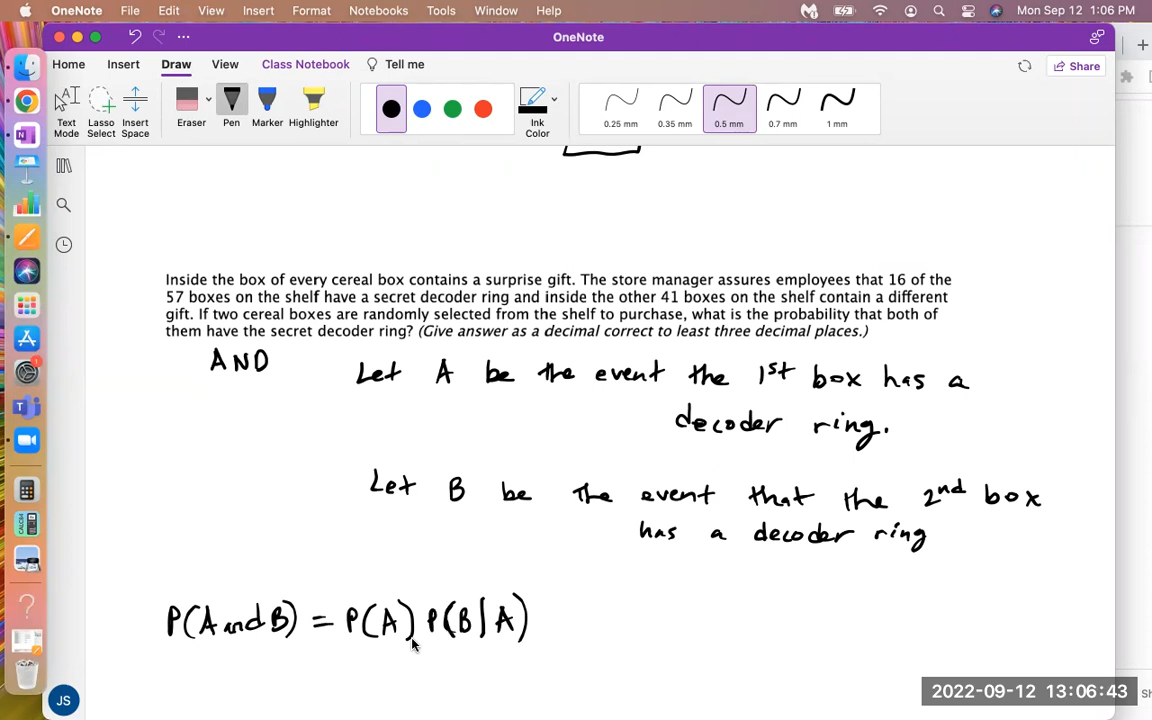 OneNote File Edit View Insert Format Notebooks Tools Window Help Mon Sep 12 1:06 PM
OneNote
Home Insert Draw View Class Notebook Tell me Share
Text Mode Lasso Select Insert Space Eraser Pen Marker Highlighter Ink Color 0.25 mm 0.35 mm 0.5 mm 0.7 mm 1 mm
Inside the box of every cereal box contains a surprise gift. The store manager assures employees that 16 of the
57 boxes on the shelf have a secret decoder ring and inside the other 41 boxes on the shelf contain a different
gift. If two cereal boxes are randomly selected from the shelf to purchase, what is the probability that both of
them have the secret decoder ring? (Give answer as a decimal correct to least three decimal places.)
AND
Let A be the event the 1st box has a
decoder ring.
Let B be the event that the 2nd box
has a decoder ring
P(A and B) = P(A) P(B|A)
JS
2022-09-12 13:06:43